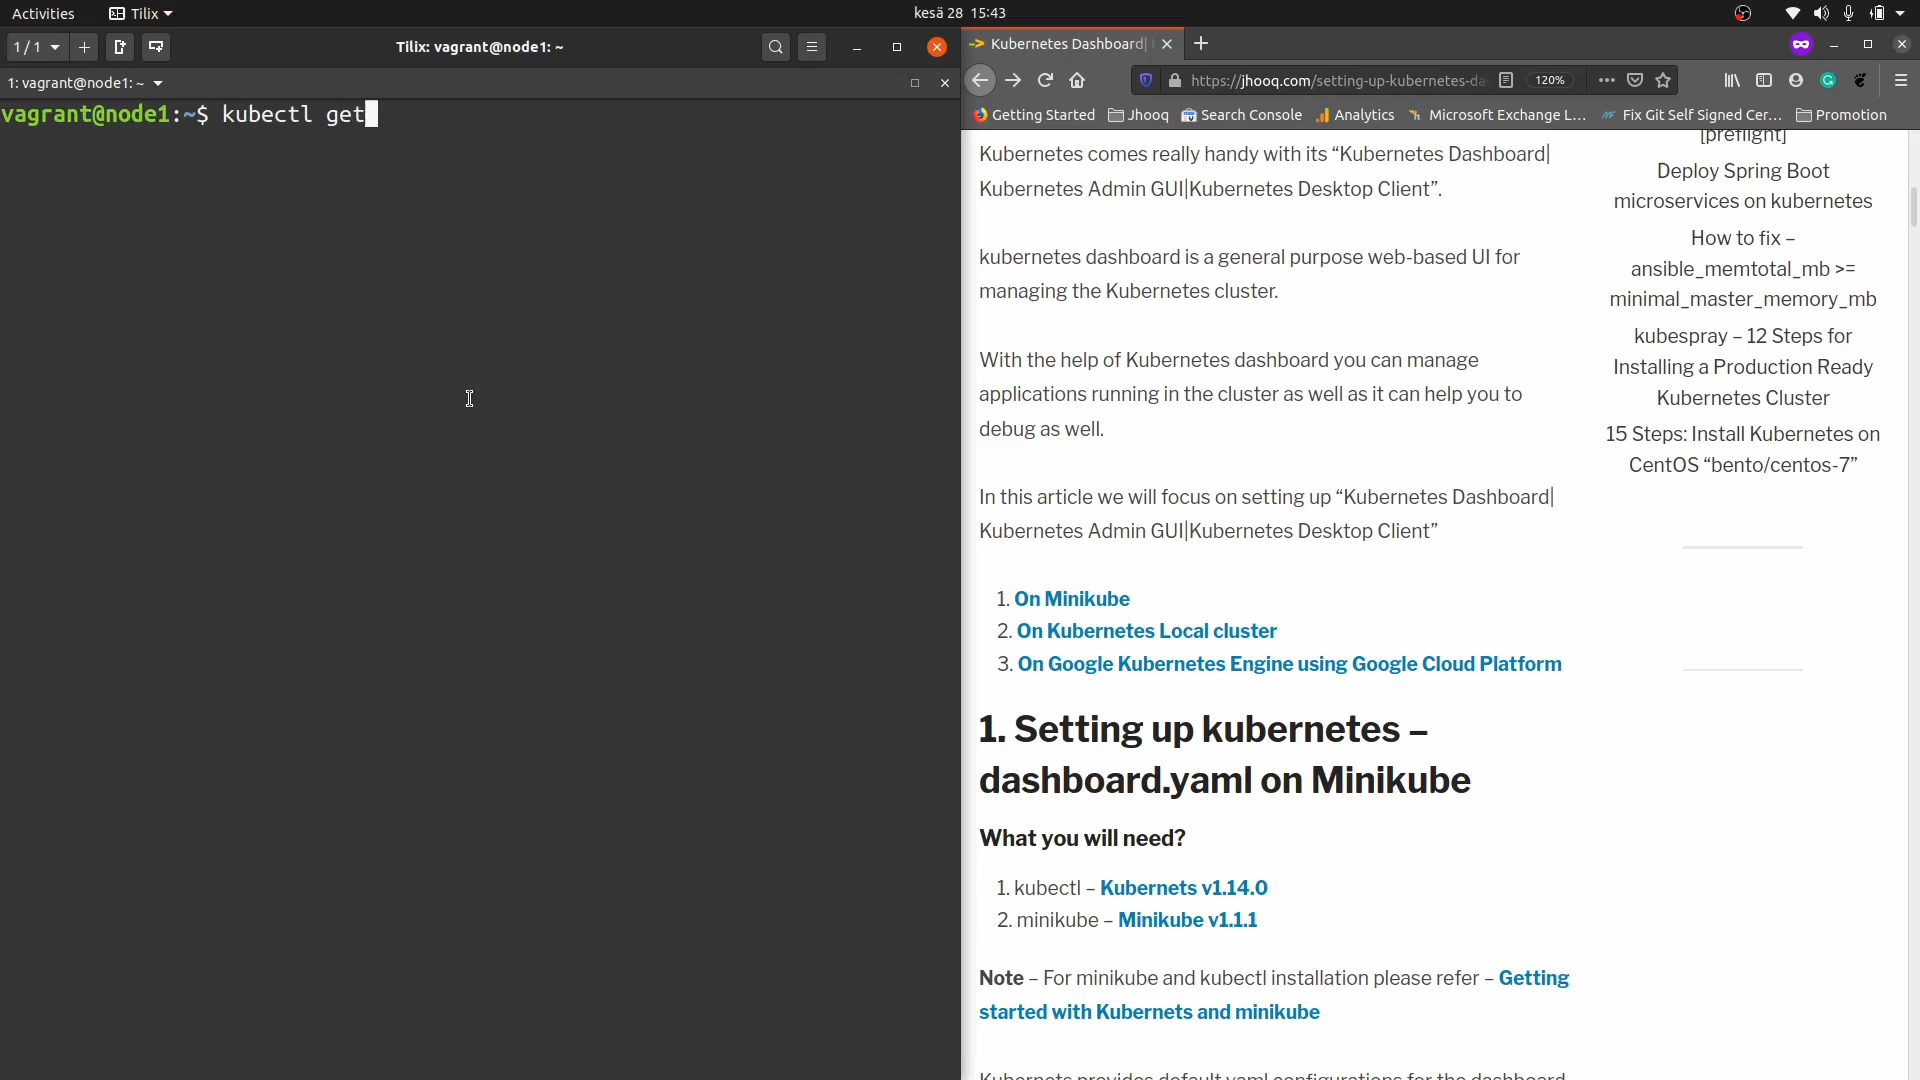 Activities
Tilix
kesä 28 15:43
1 / 1
Tilix: vagrant@node1: ~
1: vagrant@node1: ~
vagrant@node1:~$ kubectl get
Kubernetes Dashboard|
https://jhooq.com/setting-up-kubernetes-da
120%
Getting Started
Jhooq
Search Console
Analytics
Microsoft Exchange L...
Fix Git Self Signed Cer...
Promotion
Kubernetes comes really handy with its “Kubernetes Dashboard|
Kubernetes Admin GUI|Kubernetes Desktop Client”.
kubernetes dashboard is a general purpose web-based UI for
managing the Kubernetes cluster.
With the help of Kubernetes dashboard you can manage
applications running in the cluster as well as it can help you to
debug as well.
In this article we will focus on setting up “Kubernetes Dashboard|
Kubernetes Admin GUI|Kubernetes Desktop Client”
1. On Minikube
2. On Kubernetes Local cluster
3. On Google Kubernetes Engine using Google Cloud Platform
1. Setting up kubernetes –
dashboard.yaml on Minikube
What you will need?
1. kubectl – Kubernets v1.14.0
2. minikube – Minikube v1.1.1
Note – For minikube and kubectl installation please refer – Getting
started with Kubernets and minikube
Kubernets provides default yaml configurations for the dashboard
[preflight]
Deploy Spring Boot
microservices on kubernetes
How to fix –
ansible_memtotal_mb >=
minimal_master_memory_mb
kubespray – 12 Steps for
Installing a Production Ready
Kubernetes Cluster
15 Steps: Install Kubernetes on
CentOS “bento/centos-7”